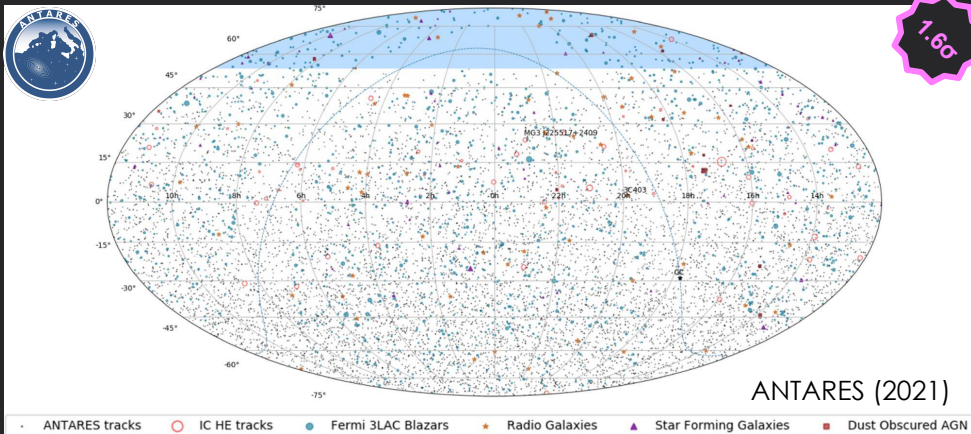 ANTARES
75°
60°
45°
30°
15°
0°
-15°
-30°
-45°
-60°
-75°
10h 8h 6h 4h 2h 0h 22h 20h 18h 16h 14h
MG3 J225517+2409
3C403
GC
1.6σ
ANTARES (2021)
ANTARES tracks IC HE tracks Fermi 3LAC Blazars Radio Galaxies Star Forming Galaxies Dust Obscured AGN